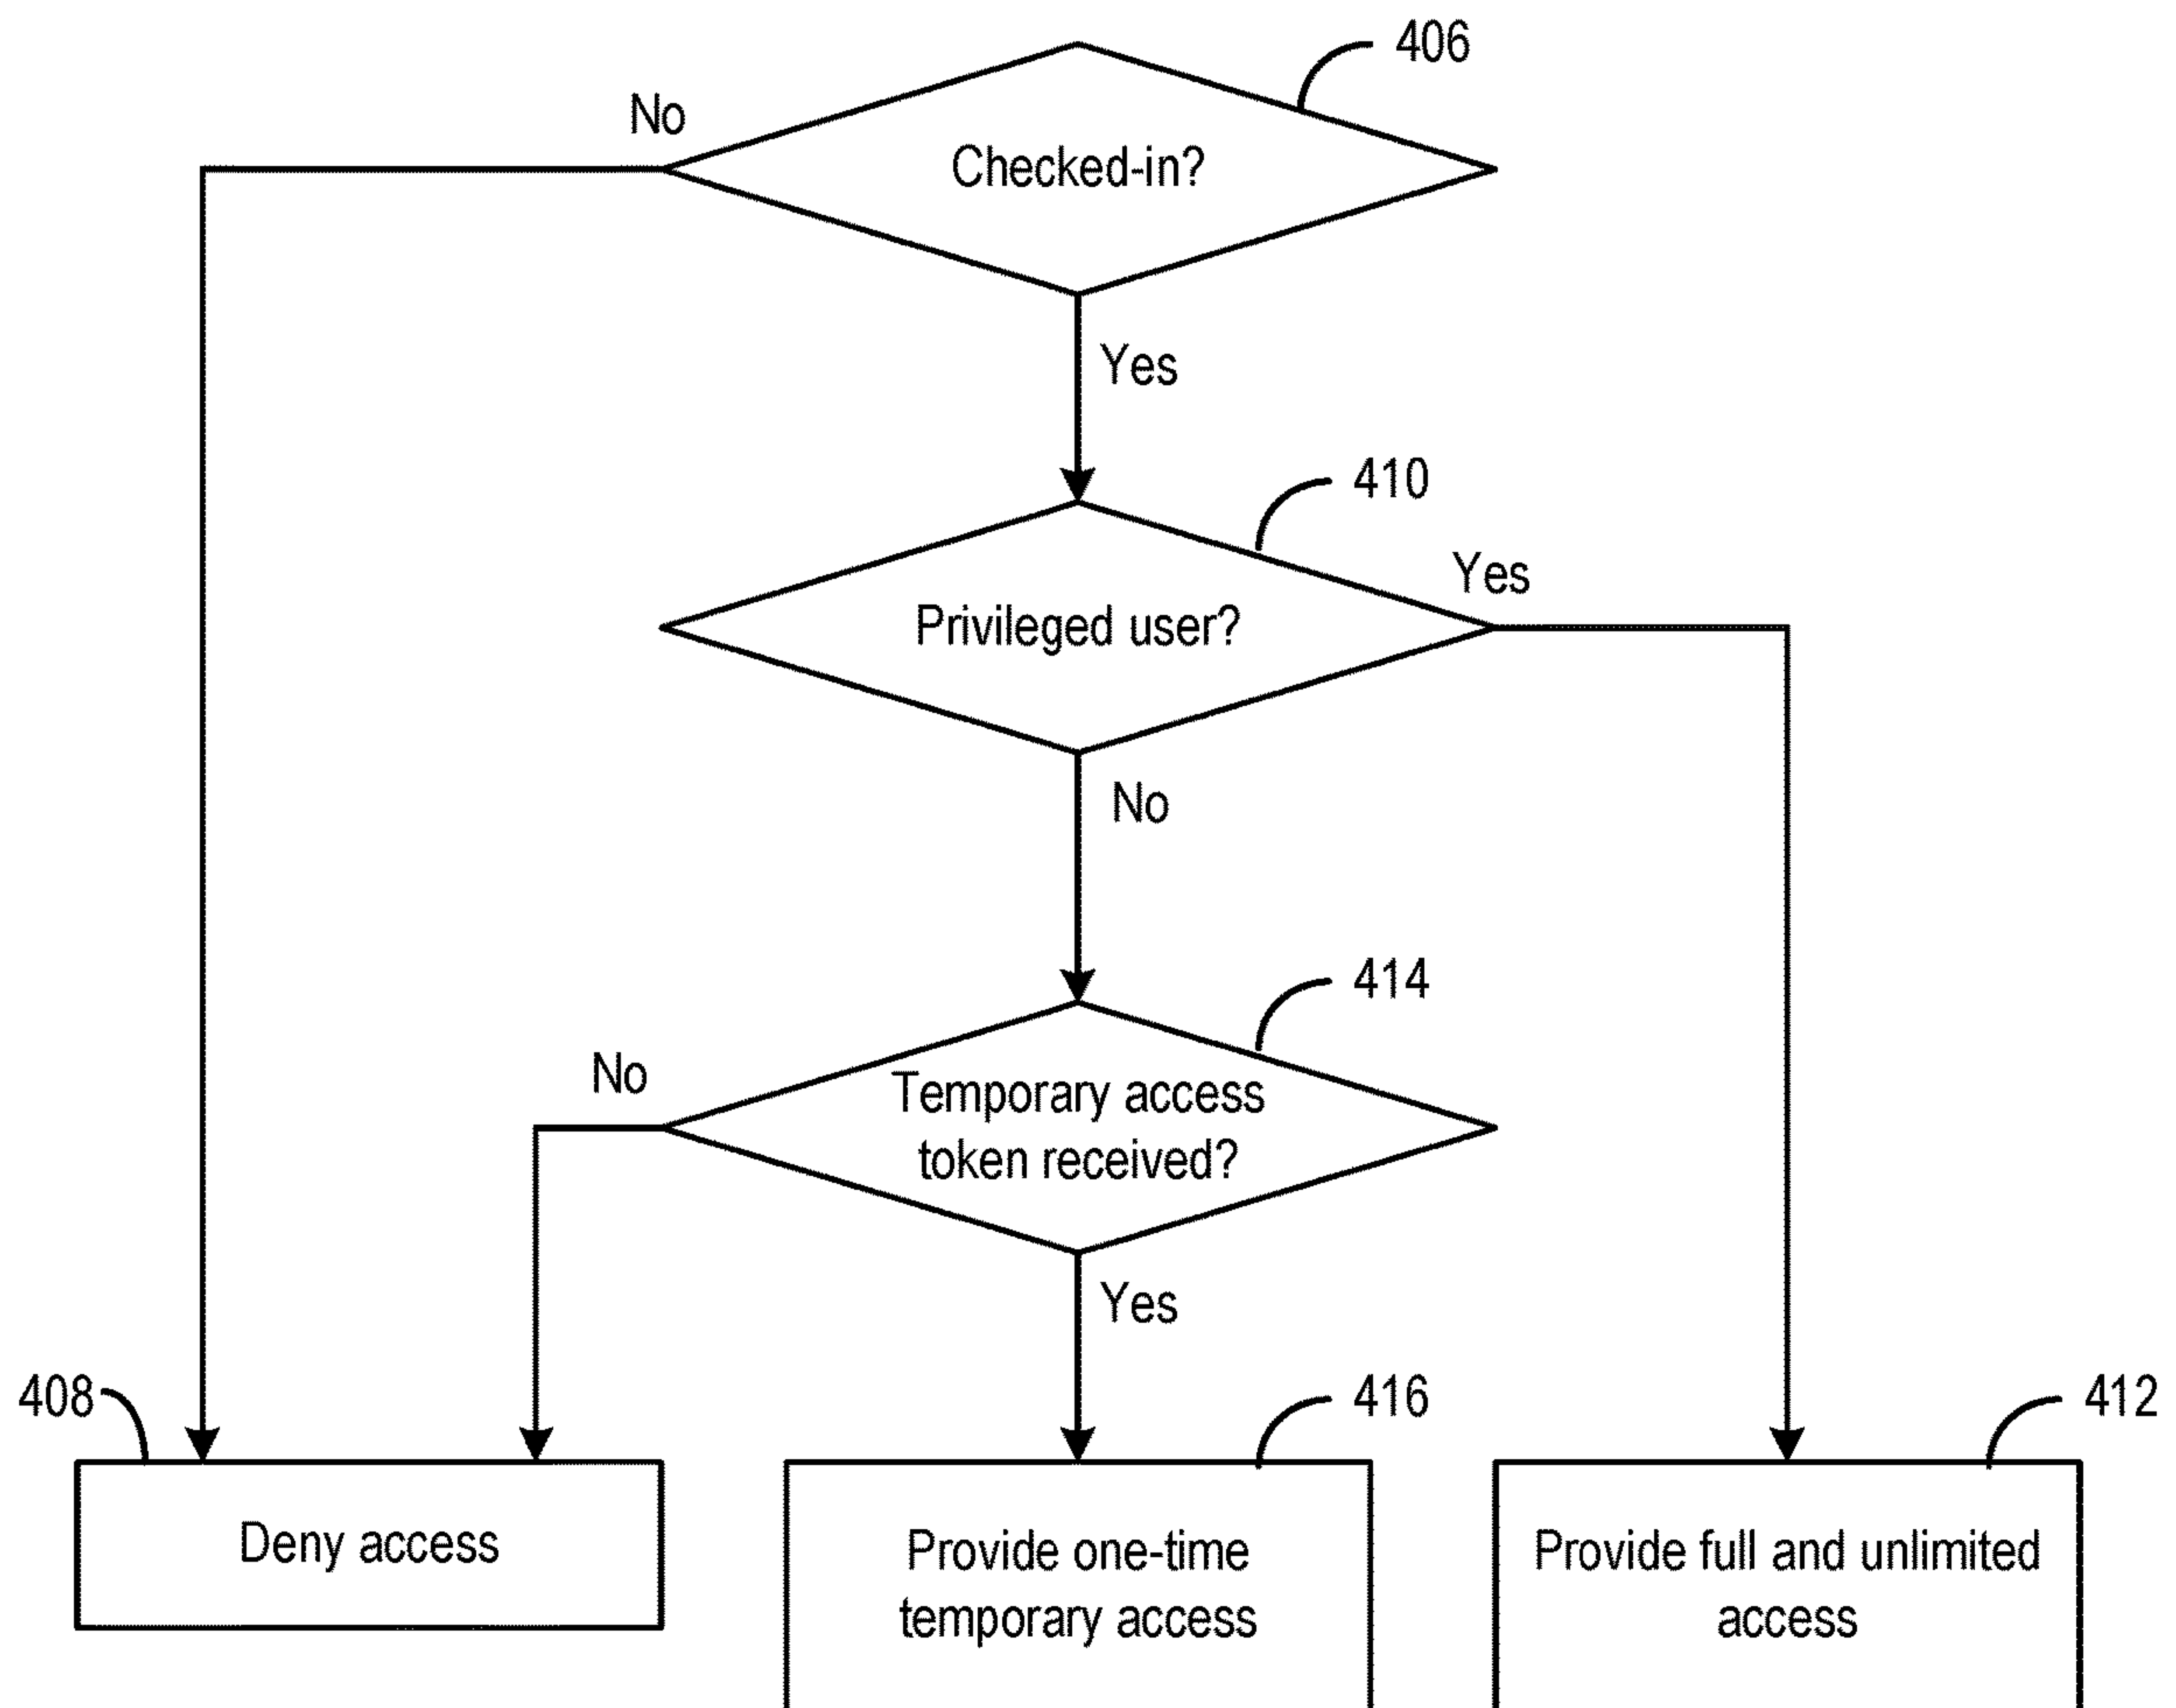 406
No
Checked-in?
Yes
410
Yes
Privileged user?
No
414
No
Temporary access
token received?
Yes
408
416
412
Deny access
Provide one-time
temporary access
Provide full and unlimited
access